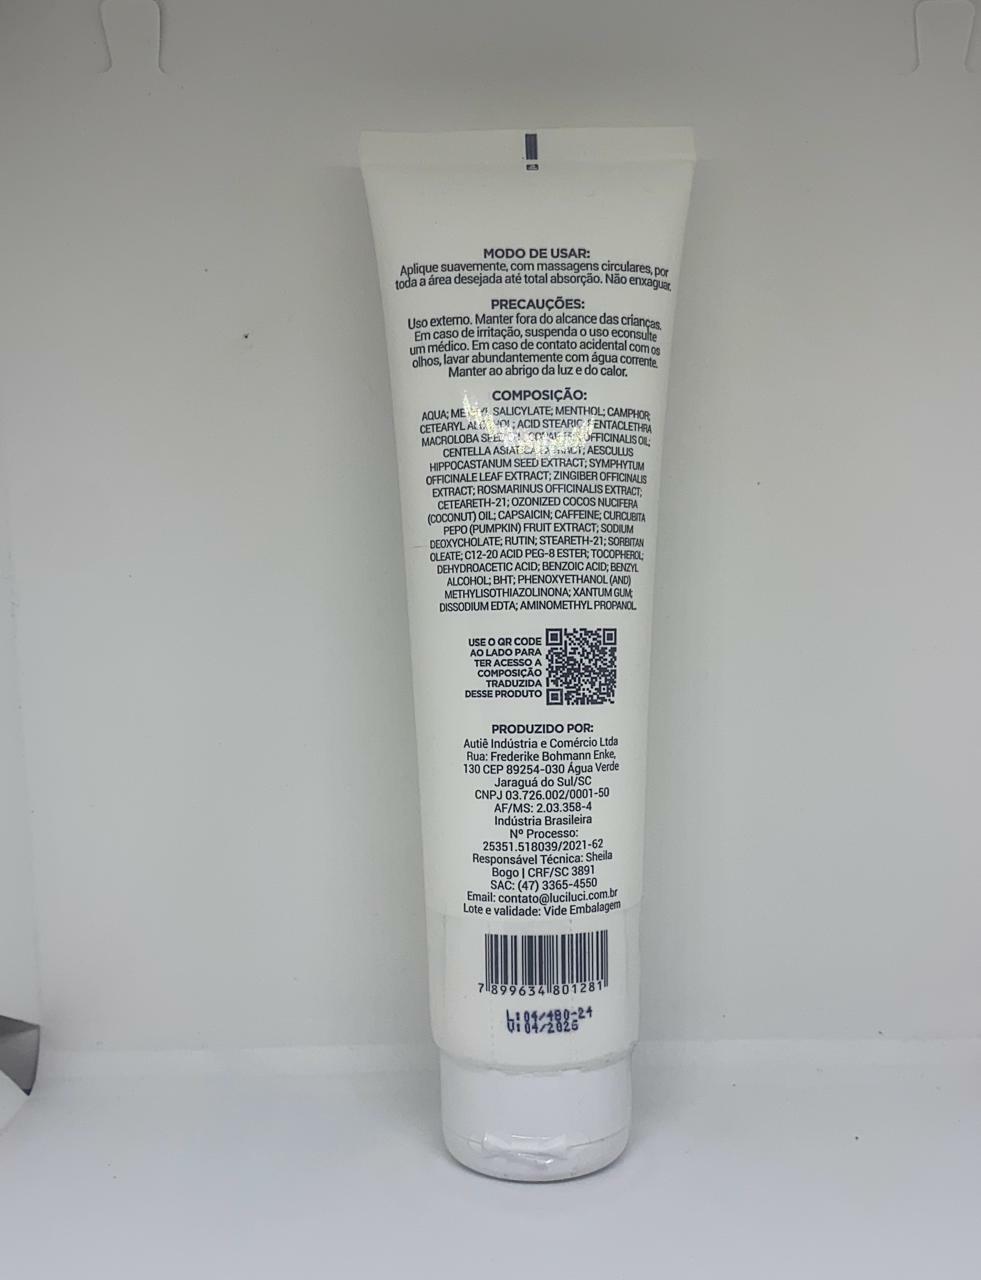 MODO DE USAR:
Aplique suavemente, com massagens circulares, por
toda a área desejada até total absorção. Não enxaguar.
PRECAUÇÕES:
Uso externo. Manter fora do alcance das crianças.
Em caso de irritação, suspenda o uso econsulte
um médico. Em caso de contato acidental com os
olhos, lavar abundantemente com água corrente.
Manter ao abrigo da luz e do calor.
COMPOSIÇÃO:
AQUA; SALICYLATE; MENTHOL; CAMPHOR;
CETEARYL ACID STEARIC; PENTACLETHRA
MACROLOBA OFFICINALIS OIL;
CENTELLA AESCULUS
HIPPOCASTANUM SEED EXTRACT; SYMPHYTUM
OFFICINALE LEAF EXTRACT; ZINGIBER OFFICINALIS
EXTRACT; ROSMARINUS OFFICINALIS EXTRACT;
CETEARETH-21; OZONIZED COCOS NUCIFERA
(COCONUT) OIL; CAPSAICIN; CAFFEINE; CURCUBITA
PEPO (PUMPKIN) FRUIT EXTRACT; SODIUM
DEOXYCHOLATE; RUTIN; STEARETH-21; SORBITAN
OLEATE; C12-20 ACID PEG-8 ESTER; TOCOPHEROL;
DEHYDROACETIC ACID; BENZOIC ACID; BENZYL
ALCOHOL; BHT; PHENOXYETHANOL (AND)
METHYLISOTHIAZOLINONA; XANTUM GUM;
DISSODIUM EDTA; AMINOMETHYL PROPANOL.
USE O QR CODE
AO LADO PARA
TER ACESSO A
COMPOSIÇÃO
TRADUZIDA
DESSE PRODUTO
PRODUZIDO POR:
Autiê Indústria e Comércio Ltda
Rua: Frederike Bohmann Enke,
130 CEP 89254-030 Água Verde
Jaraguá do Sul/SC
CNPJ 03.726.002/0001-50
AF/MS: 2.03.358-4
Indústria Brasileira
Nº Processo:
25351.518039/2021-62
Responsável Técnica: Sheila
Bogo | CRF/SC 3891
SAC: (47) 3365-4550
Email: contato@luciluci.com.br
Lote e validade: Vide Embalagem
7 899634 801281
L:04/480-24
V:04/2026